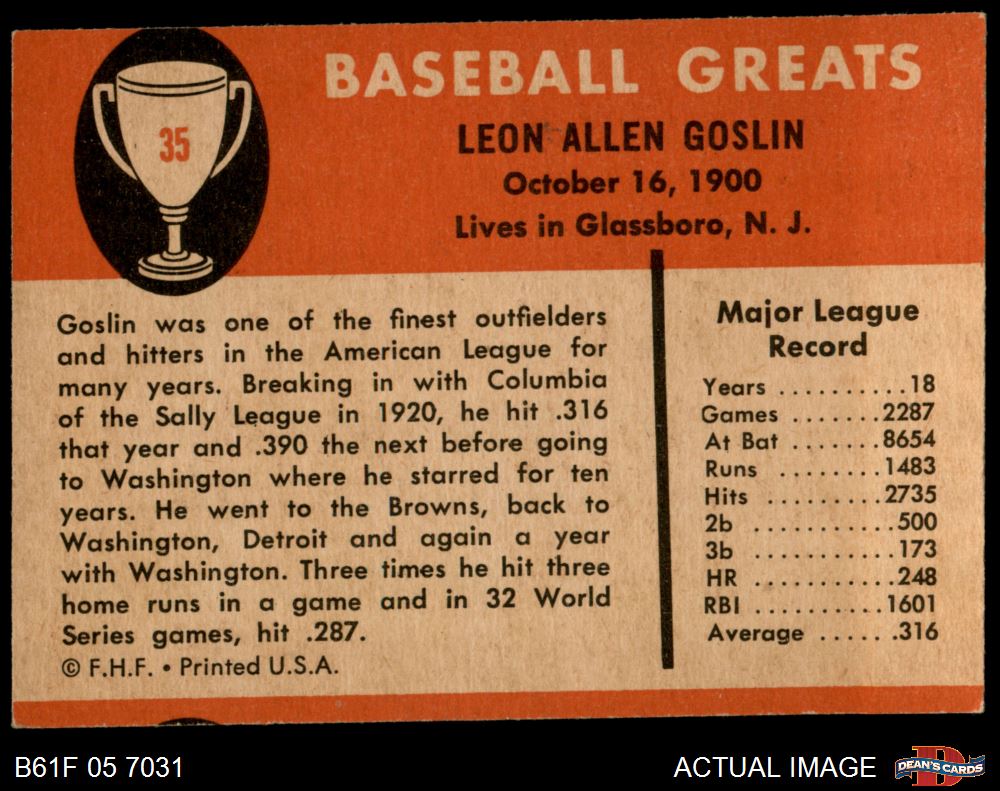 35
BASEBALL GREATS
LEON ALLEN GOSLIN
October 16, 1900
Lives in Glassboro, N. J.
Goslin was one of the finest outfielders
and hitters in the American League for
many years. Breaking in with Columbia
of the Sally League in 1920, he hit .316
that year and .390 the next before going
to Washington where he starred for ten
years. He went to the Browns, back to
Washington, Detroit and again a year
with Washington. Three times he hit three
home runs in a game and in 32 World
Series games, hit .287.
© F.H.F. • Printed U.S.A.
Major League
Record
Years ..........18
Games .......2287
At Bat .......8654
Runs .........1483
Hits .........2735
2b ...........500
3b ...........173
HR ...........248
RBI ..........1601
Average ......316
B61F 05 7031
ACTUAL IMAGE
D
DEAN'S CARDS